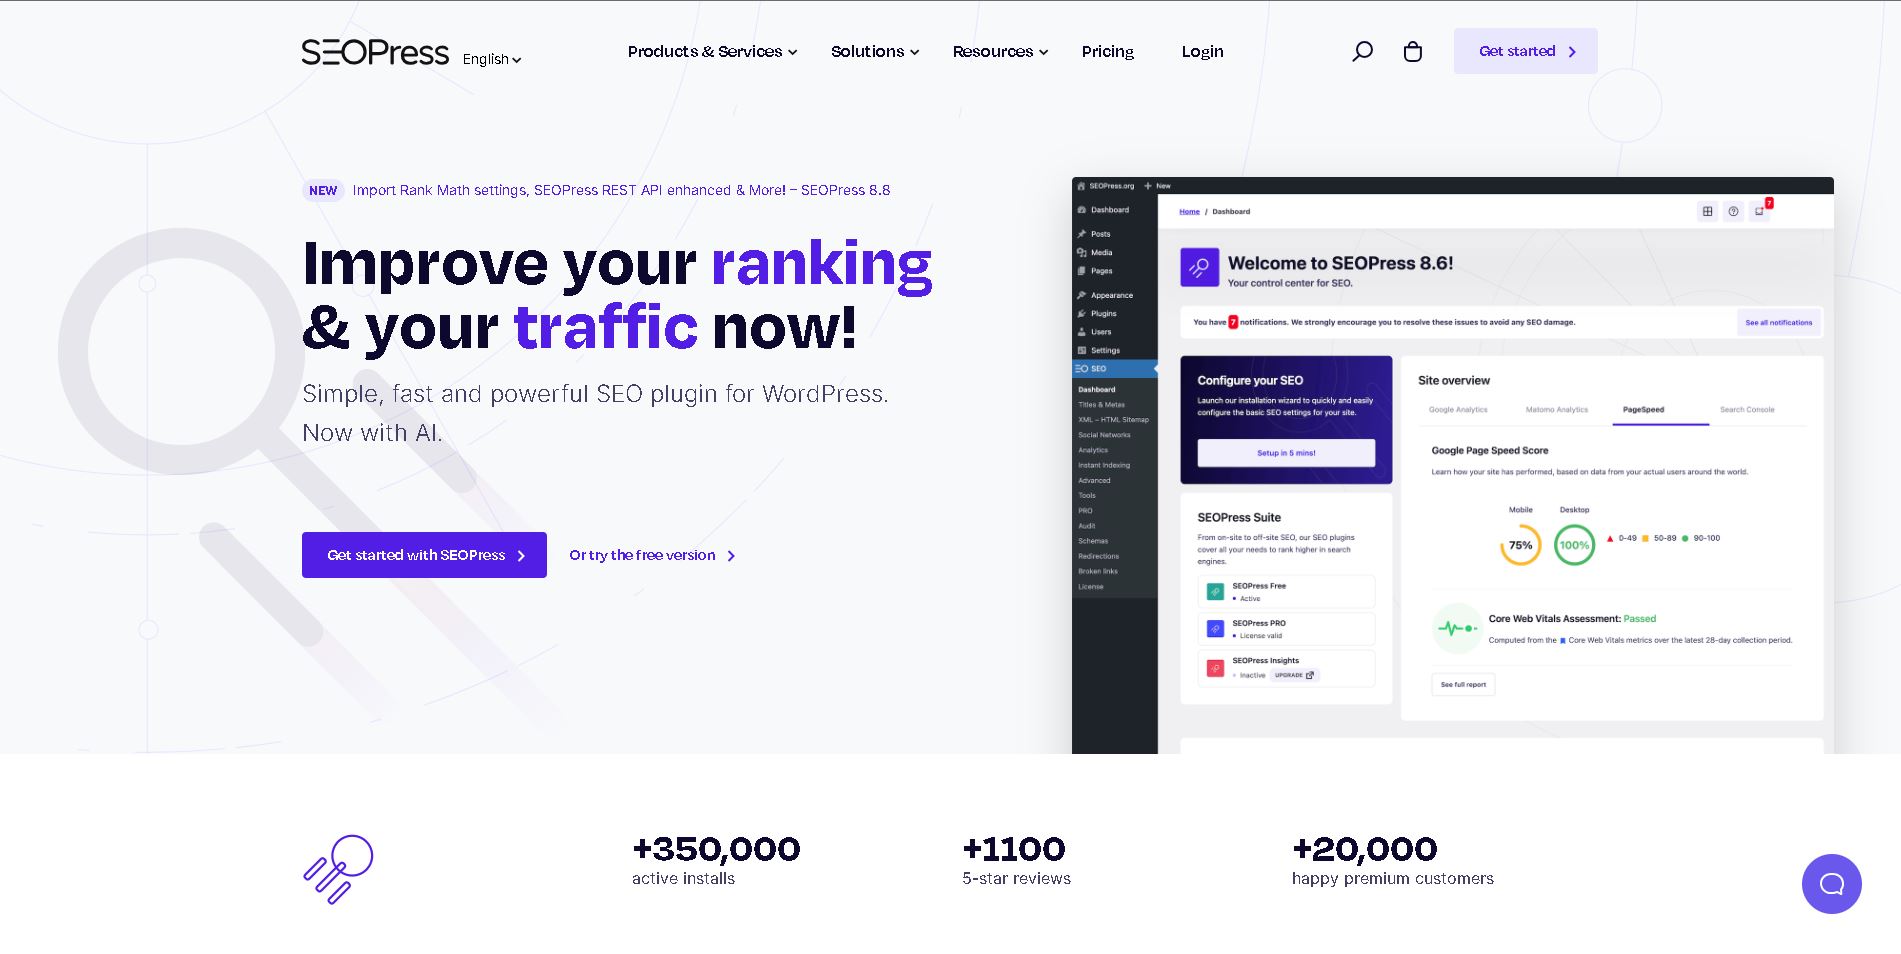 SEOPress English
Products & Services
Solutions
Resources
Pricing
Login
Get started
NEW Import Rank Math settings, SEOPress REST API enhanced & More! – SEOPress 8.8
Improve your ranking
& your traffic now!
Simple, fast and powerful SEO plugin for WordPress.
Now with AI.
Get started with SEOPress
Or try the free version
SEOPress.org + New
Dashboard
Posts
Media
Pages
Appearance
Plugins
Users
Settings
SEO
Dashboard
Titles & Metas
XML – HTML Sitemap
Social Networks
Analytics
Instant Indexing
Advanced
Tools
PRO
Audit
Schemas
Redirections
Broken links
License
Home / Dashboard
7
Welcome to SEOPress 8.6!
Your control center for SEO.
You have 7 notifications. We strongly encourage you to resolve these issues to avoid any SEO damage.
See all notifications
Configure your SEO
Launch our installation wizard to quickly and easily
configure the basic SEO settings for your site.
Setup in 5 mins!
SEOPress Suite
From on-site to off-site SEO, our SEO plugins
cover all your needs to rank higher in search
engines.
SEOPress Free
Active
SEOPress PRO
License valid
SEOPress Insights
Inactive UPGRADE
Site overview
Google Analytics
Matomo Analytics
PageSpeed
Search Console
Google Page Speed Score
Learn how your site has performed, based on data from your actual users around the world.
Mobile
Desktop
75%
100%
0-49 50-89 90-100
Core Web Vitals Assessment: Passed
Computed from the Core Web Vitals metrics over the latest 28-day collection period.
See full report
+350,000
active installs
+1100
5-star reviews
+20,000
happy premium customers